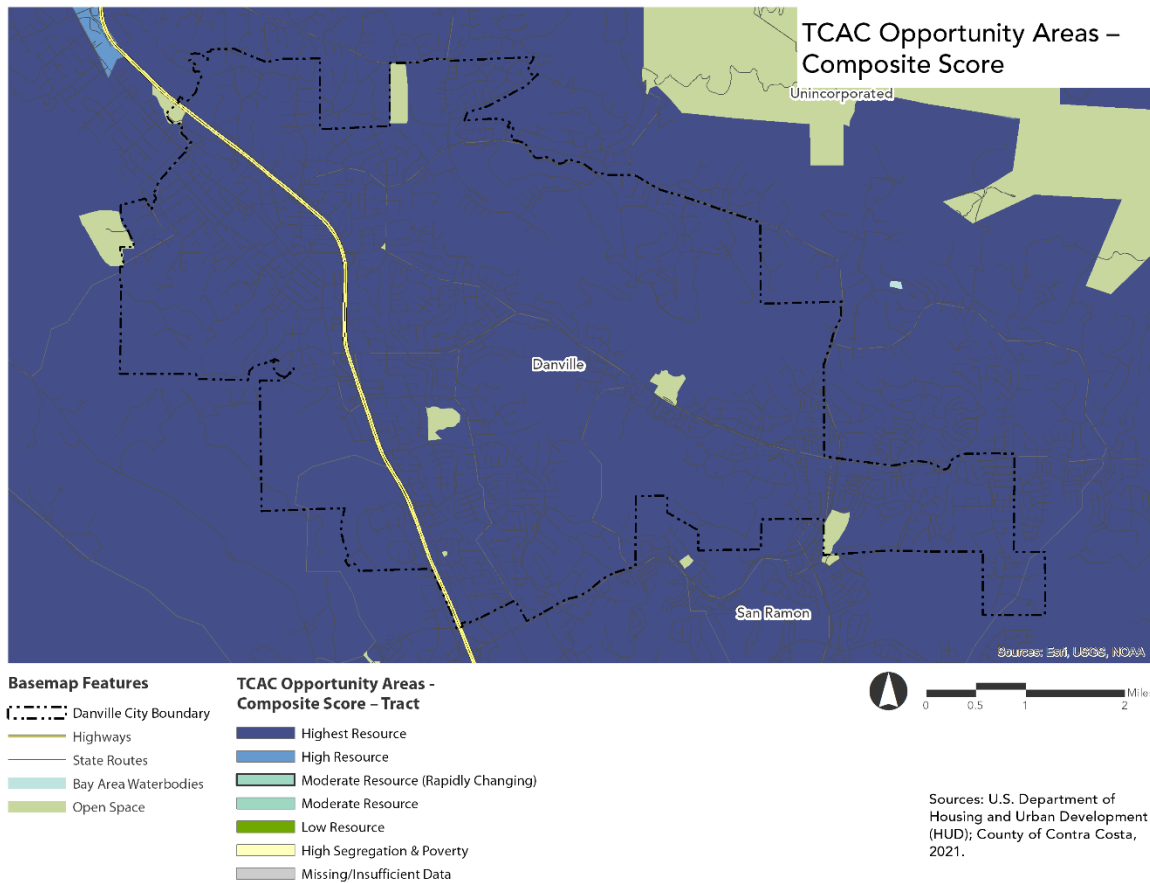 TCAC Opportunity Areas –
Composite Score
Unincorporated
Danville
San Ramon
Sources: Esri, USGS, NOAA
Basemap Features
Danville City Boundary
Highways
State Routes
Bay Area Waterbodies
Open Space
TCAC Opportunity Areas -
Composite Score – Tract
Highest Resource
High Resource
Moderate Resource (Rapidly Changing)
Moderate Resource
Low Resource
High Segregation & Poverty
Missing/Insufficient Data
Mile
0 0.5 1 2
Sources: U.S. Department of
Housing and Urban Development
(HUD); County of Contra Costa,
2021.